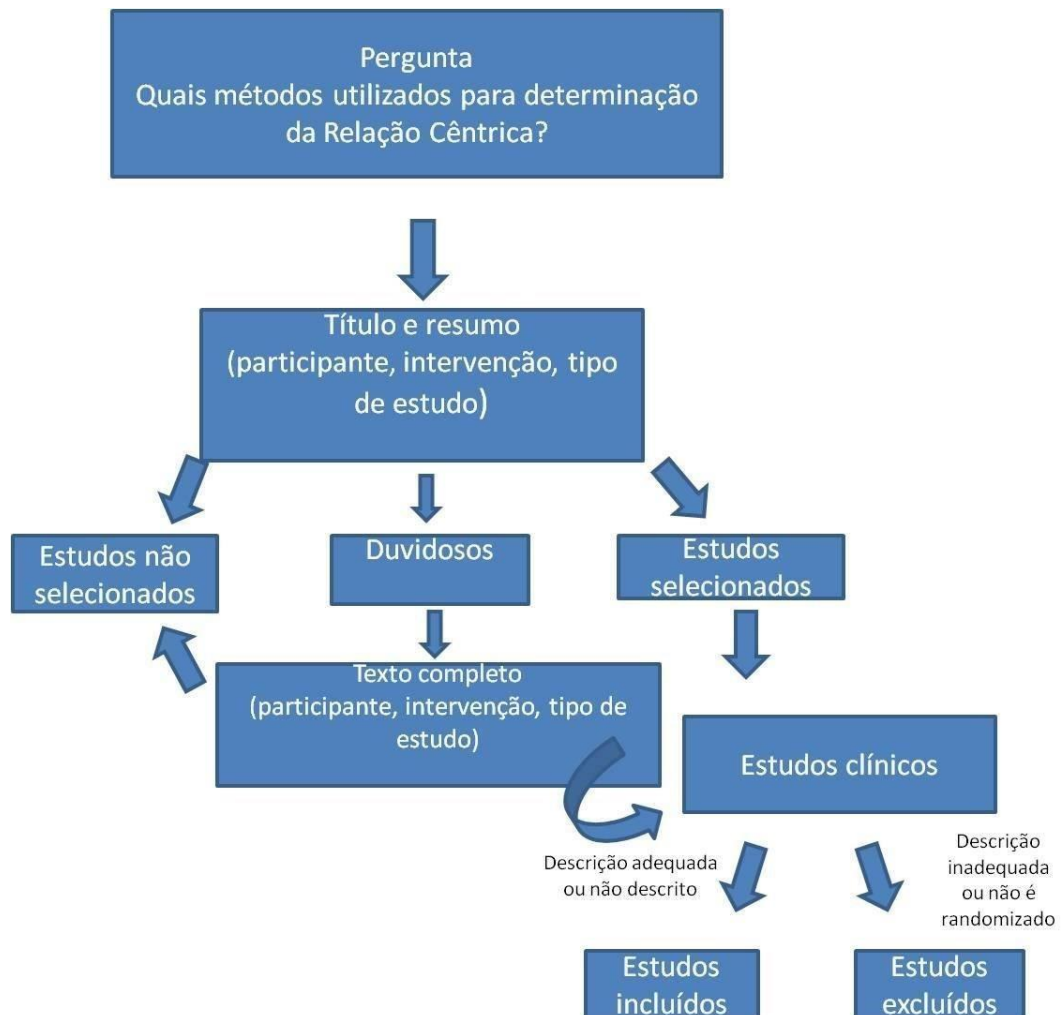 Pergunta
Quais métodos utilizados para determinação
da Relação Cêntrica?
Título e resumo
(participante, intervenção, tipo
de estudo)
Estudos não
selecionados
Duvidosos
Estudos
selecionados
Texto completo
(participante, intervenção, tipo de
estudo)
Estudos clínicos
Descrição adequada
ou não descrito
Descrição
inadequada
ou não é
randomizado
Estudos
incluídos
Estudos
excluídos